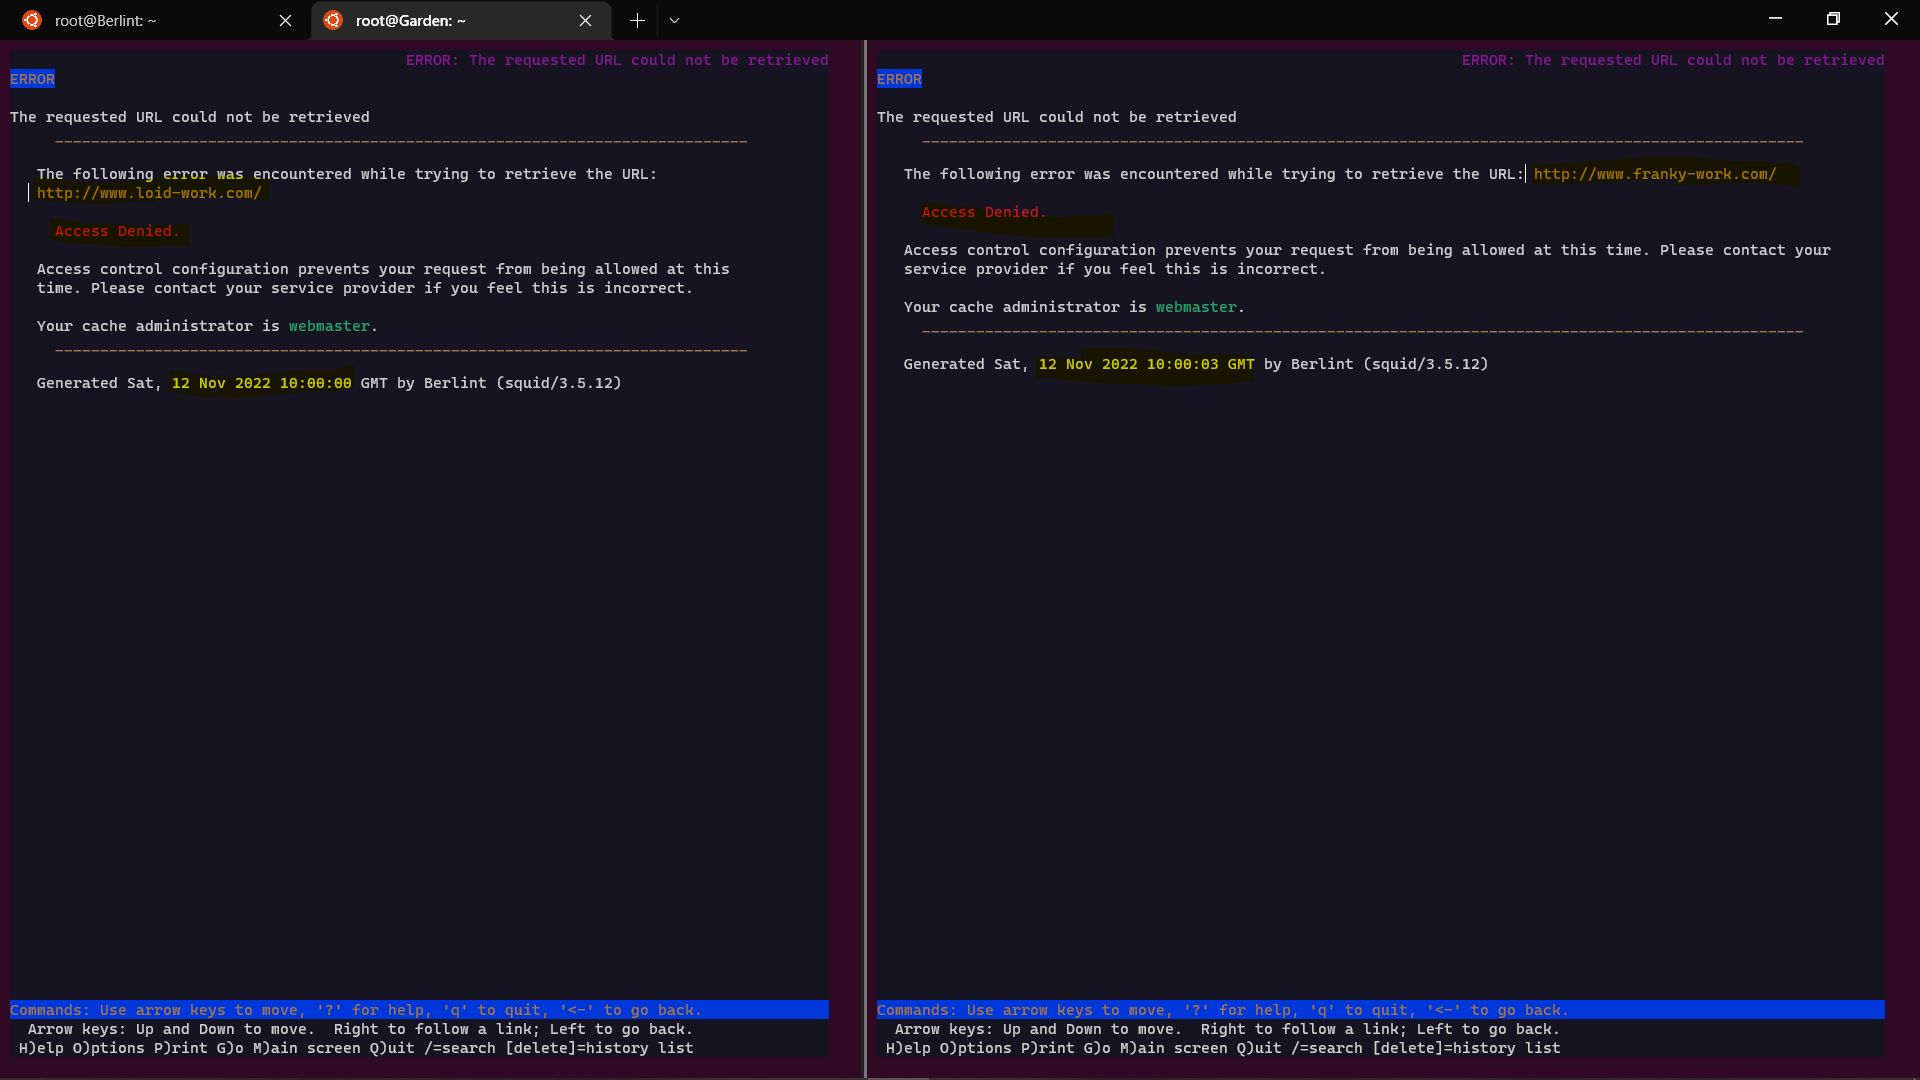 root@Berlint: ~
root@Garden: ~
ERROR: The requested URL could not be retrieved
ERROR
The requested URL could not be retrieved
The following error was encountered while trying to retrieve the URL:
http://www.loid-work.com/
Access Denied.
Access control configuration prevents your request from being allowed at this
time. Please contact your service provider if you feel this is incorrect.
Your cache administrator is webmaster.
Generated Sat, 12 Nov 2022 10:00:00 GMT by Berlint (squid/3.5.12)
Commands: Use arrow keys to move, '?' for help, 'q' to quit, '<-' to go back.
Arrow keys: Up and Down to move.  Right to follow a link; Left to go back.
H)elp O)ptions P)rint G)o M)ain screen Q)uit /=search [delete]=history list
ERROR: The requested URL could not be retrieved
ERROR
The requested URL could not be retrieved
The following error was encountered while trying to retrieve the URL: http://www.franky-work.com/
Access Denied.
Access control configuration prevents your request from being allowed at this time. Please contact your
service provider if you feel this is incorrect.
Your cache administrator is webmaster.
Generated Sat, 12 Nov 2022 10:00:03 GMT by Berlint (squid/3.5.12)
Commands: Use arrow keys to move, '?' for help, 'q' to quit, '<-' to go back.
Arrow keys: Up and Down to move.  Right to follow a link; Left to go back.
H)elp O)ptions P)rint G)o M)ain screen Q)uit /=search [delete]=history list